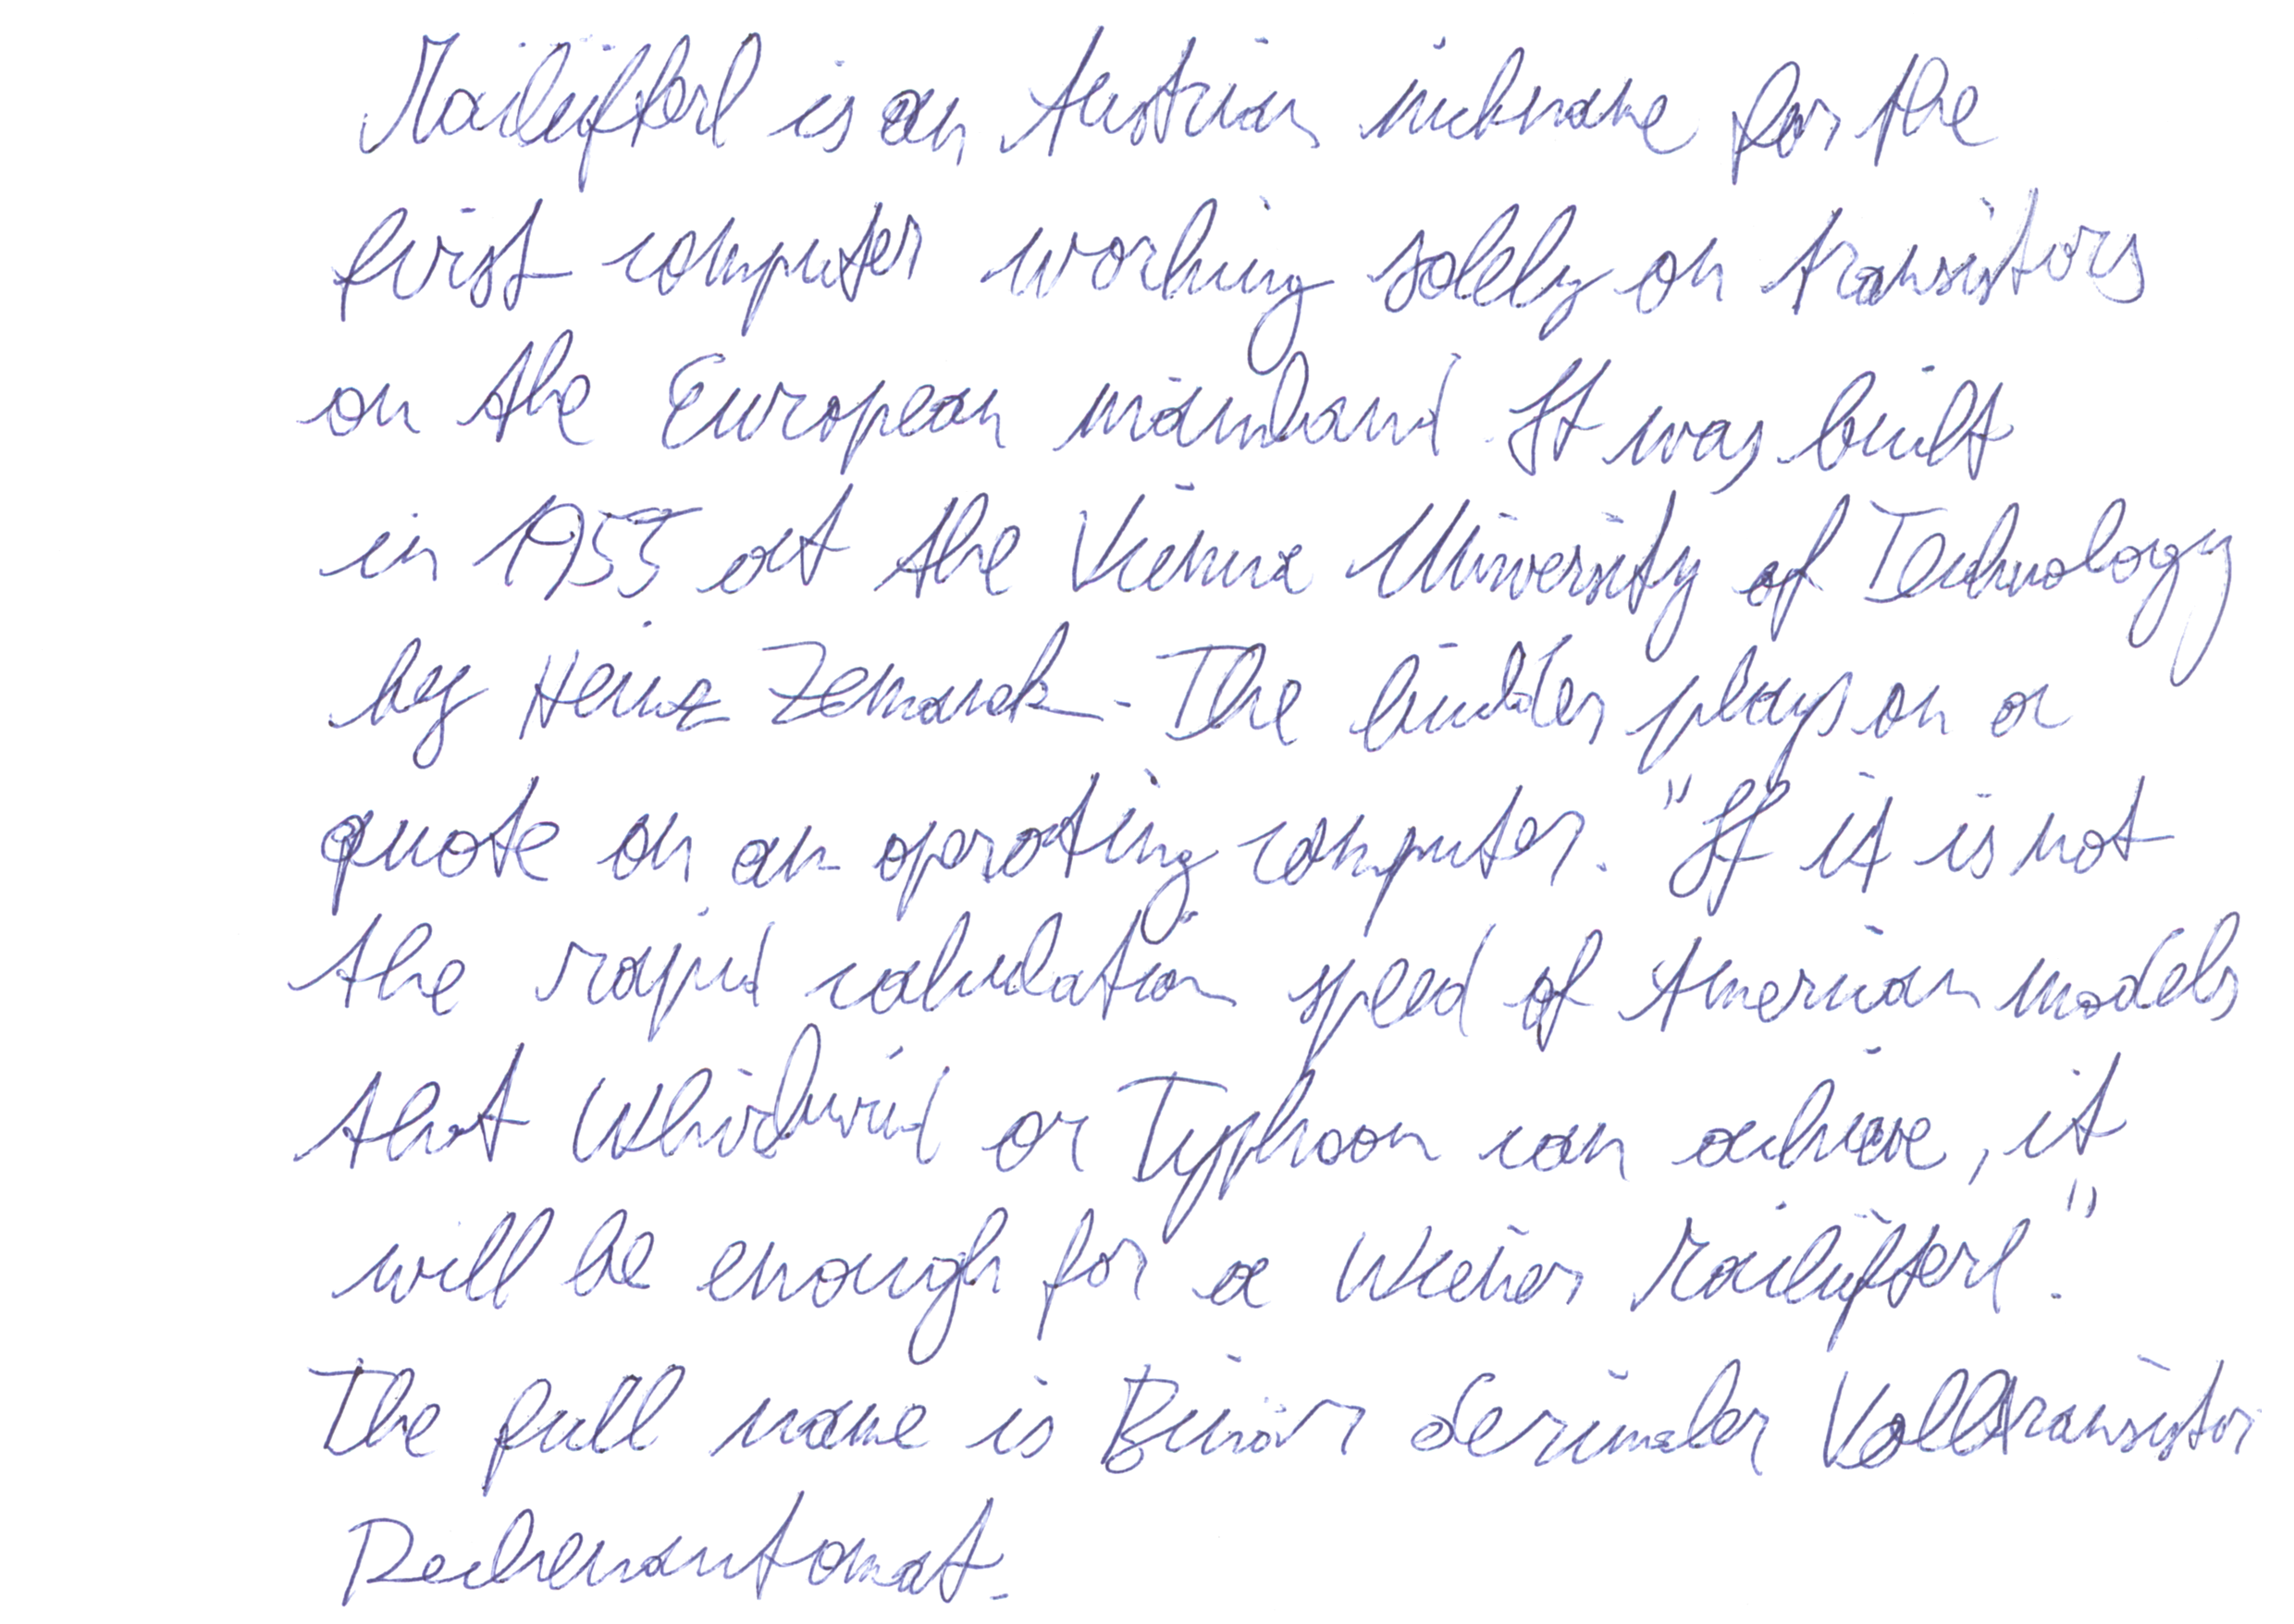 Mailüfterl is an Austrian nickname for the
first computer working solely on transistors
on the European mainland. It was built
in 1955 at the Vienna University of Technology
by Heinz Zemanek. The builder plays on a
quote on an operating computer. "If it is not
the rapid calculation speed of American models
that Whirlwind or Typhoon can achieve, it
will be enough for a Wiener Mailüfterl."
The full name is Binär dezimaler Volltransistor
Rechenautomat.